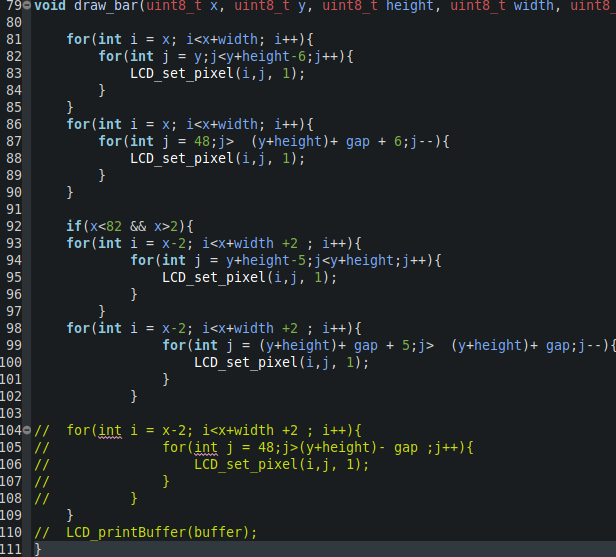 79 void draw_bar(uint8_t x, uint8_t y, uint8_t height, uint8_t width, uint8_
80
81 for(int i = x; i<x+width; i++){
82 for(int j = y;j<y+height-6;j++){
83 LCD_set_pixel(i,j, 1);
84 }
85 }
86 for(int i = x; i<x+width; i++){
87 for(int j = 48;j> (y+height)+ gap + 6;j--){
88 LCD_set_pixel(i,j, 1);
89 }
90 }
91
92 if(x<82 && x>2){
93 for(int i = x-2; i<x+width +2 ; i++){
94 for(int j = y+height-5;j<y+height;j++){
95 LCD_set_pixel(i,j, 1);
96 }
97 }
98 for(int i = x-2; i<x+width +2 ; i++){
99 for(int j = (y+height)+ gap + 5;j> (y+height)+ gap;j--){
100 LCD_set_pixel(i,j, 1);
101 }
102 }
103
104 // for(int i = x-2; i<x+width +2 ; i++){
105 // for(int j = 48;j>(y+height)- gap ;j++){
106 // LCD_set_pixel(i,j, 1);
107 // }
108 // }
109 }
110 // LCD_printBuffer(buffer);
111 }